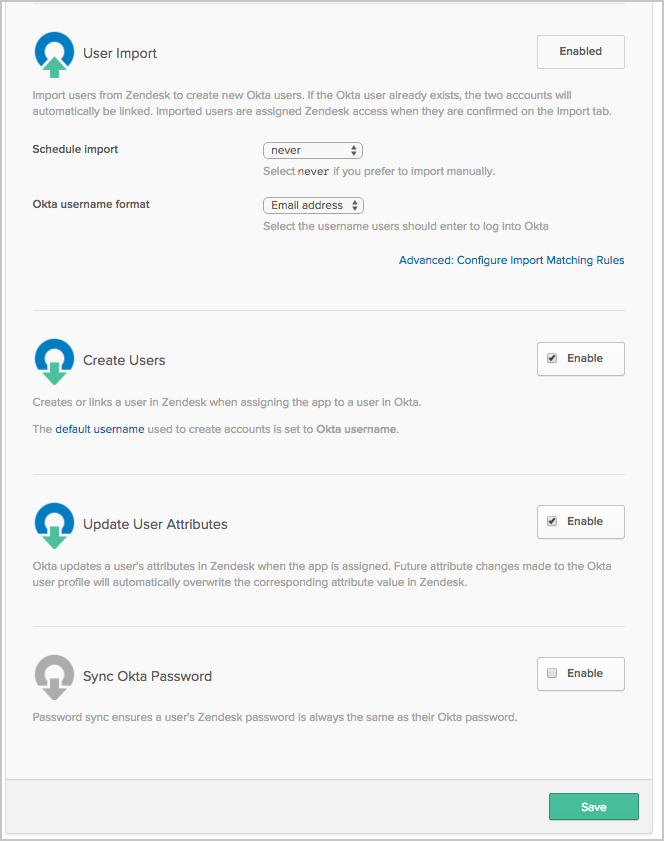 User Import
Enabled
Import users from Zendesk to create new Okta users. If the Okta user already exists, the two accounts will
automatically be linked. Imported users are assigned Zendesk access when they are confirmed on the Import tab.
Schedule import
never
Select never if you prefer to import manually.
Okta username format
Email address
Select the username users should enter to log into Okta
Advanced: Configure Import Matching Rules
Create Users
Enable
Creates or links a user in Zendesk when assigning the app to a user in Okta.
The default username used to create accounts is set to Okta username.
Update User Attributes
Enable
Okta updates a user's attributes in Zendesk when the app is assigned. Future attribute changes made to the Okta
user profile will automatically overwrite the corresponding attribute value in Zendesk.
Sync Okta Password
Enable
Password sync ensures a user's Zendesk password is always the same as their Okta password.
Save